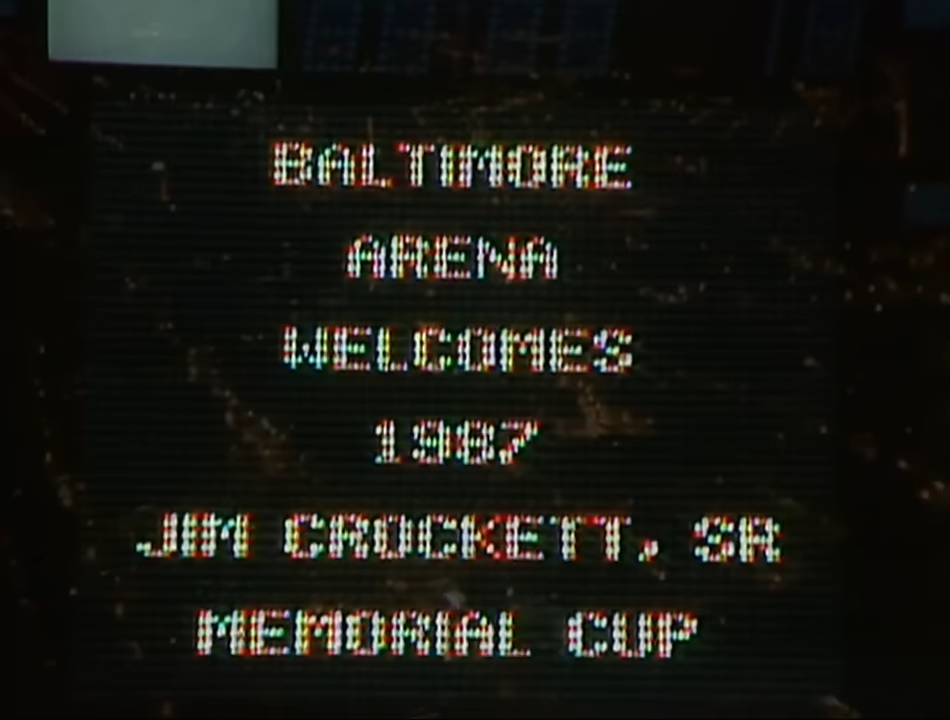 BALTIMORE
ARENA
WELCOMES
1987
JIM CROCKETT, SR
MEMORIAL CUP